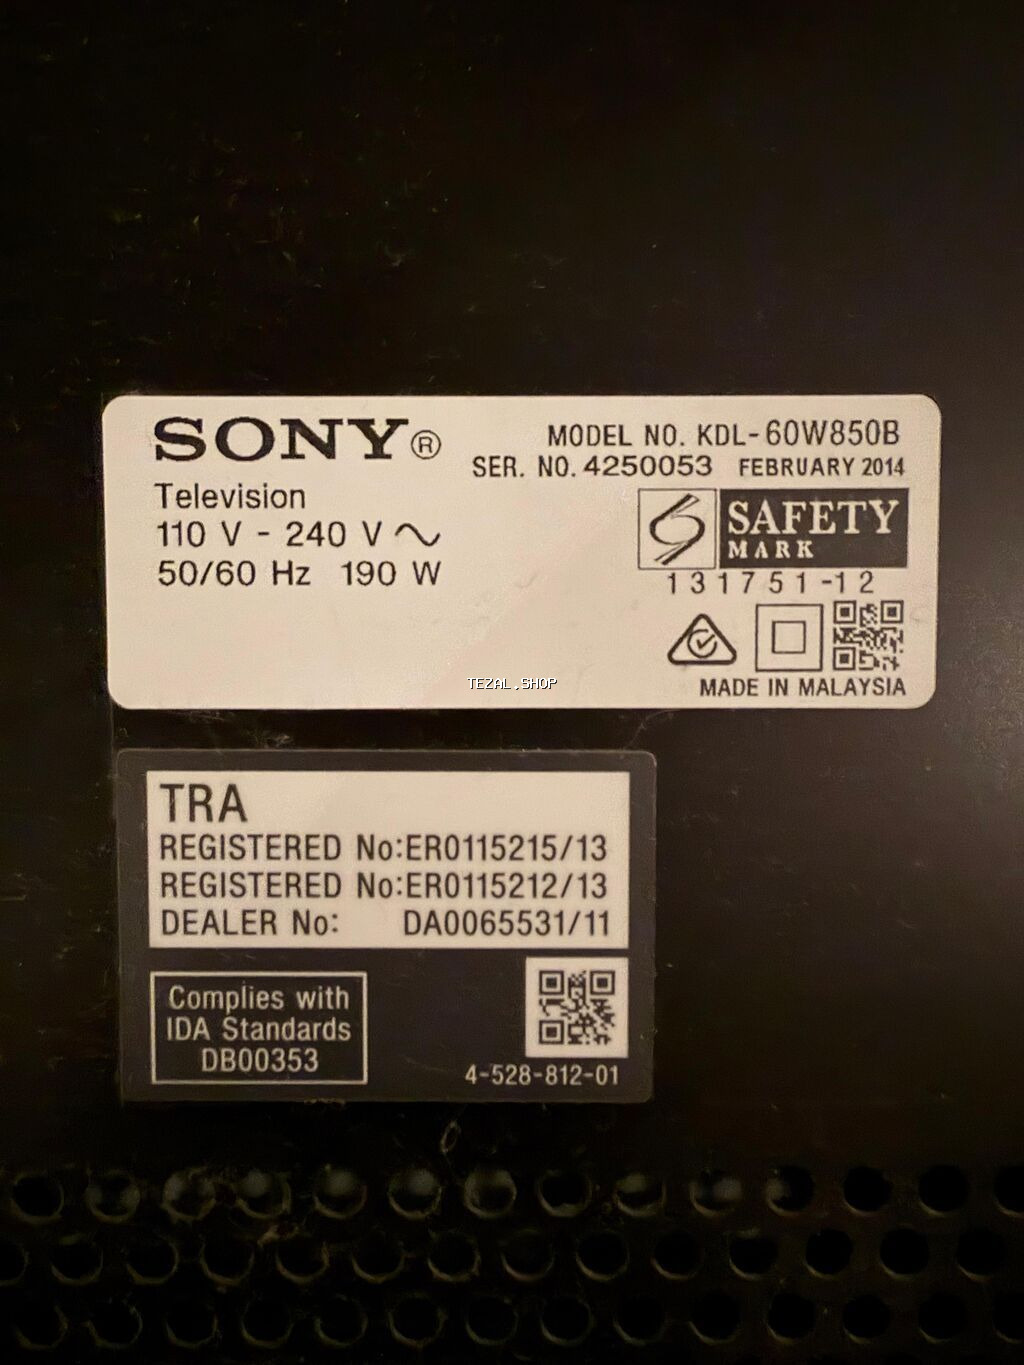 SONY®
Television
110 V - 240 V ~
50/60 Hz 190 W
MODEL NO. KDL-60W850B
SER. NO. 4250053 FEBRUARY 2014
SAFETY
MARK
131751-12
MADE IN MALAYSIA
TEZAL.SHOP
TRA
REGISTERED No:ER0115215/13
REGISTERED No:ER0115212/13
DEALER No: DA0065531/11
Complies with
IDA Standards
DB00353
4-528-812-01